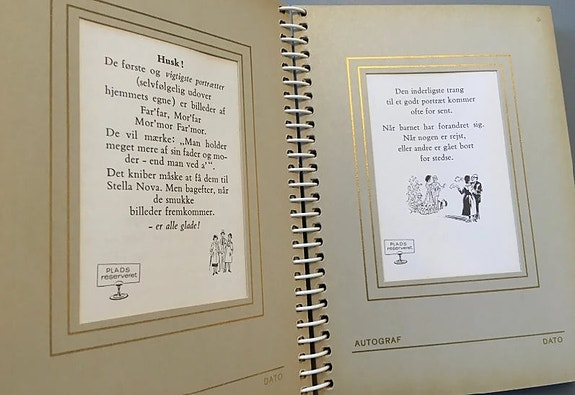 Husk!
De første og vigtigste portrætter
(selvfølgelig udover
hjemmets egne) er billeder af
Far'far, Mor'far
Mor'mor Far'mor.
De vil mærke: „Man holder
meget mere af sin fader og mo-
der - end man ved a'".
Det kniber måske at få dem til
Stella Nova. Men bagefter, når
de smukke
billeder fremkommer.
- er alle glade!
PLADS
reserveret
DATO
Den inderligste trang
til et godt portræt kommer
ofte for sent.
Når barnet har forandret sig.
Når nogen er rejst,
eller andre er gået bort
for stedse.
PLADS
reserveret
AUTOGRAF DATO